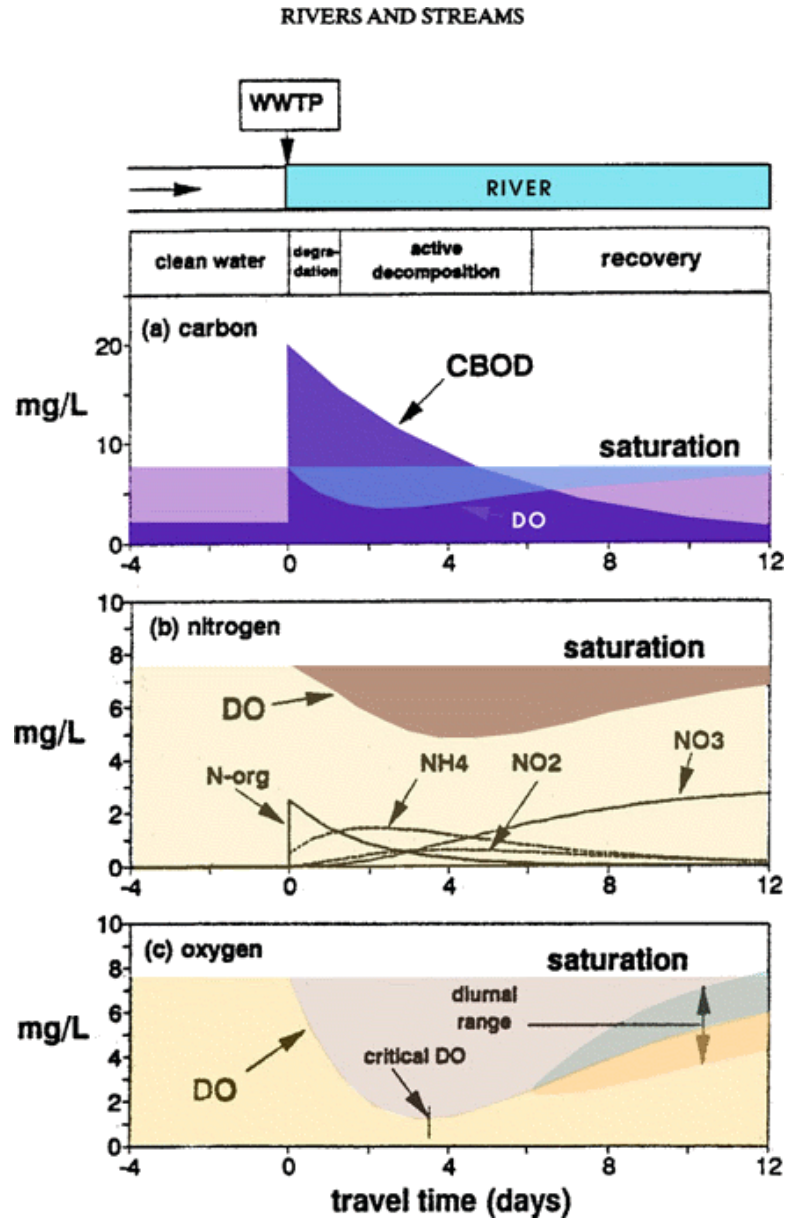 RIVERS AND STREAMS
WWTP
RIVER
clean water
degra-
dation
active
decomposition
recovery
(a) carbon
20
CBOD
mg/L
10
saturation
DO
0
-4 0 4 8 12
10
(b) nitrogen
saturation
8
DO
6
mg/L
4
N-org
NH4
NO2
NO3
2
0
-4 0 4 8 12
10
(c) oxygen
saturation
8
diurnal
range
6
mg/L
4
critical DO
DO
2
0
-4 0 4 8 12
travel time (days)